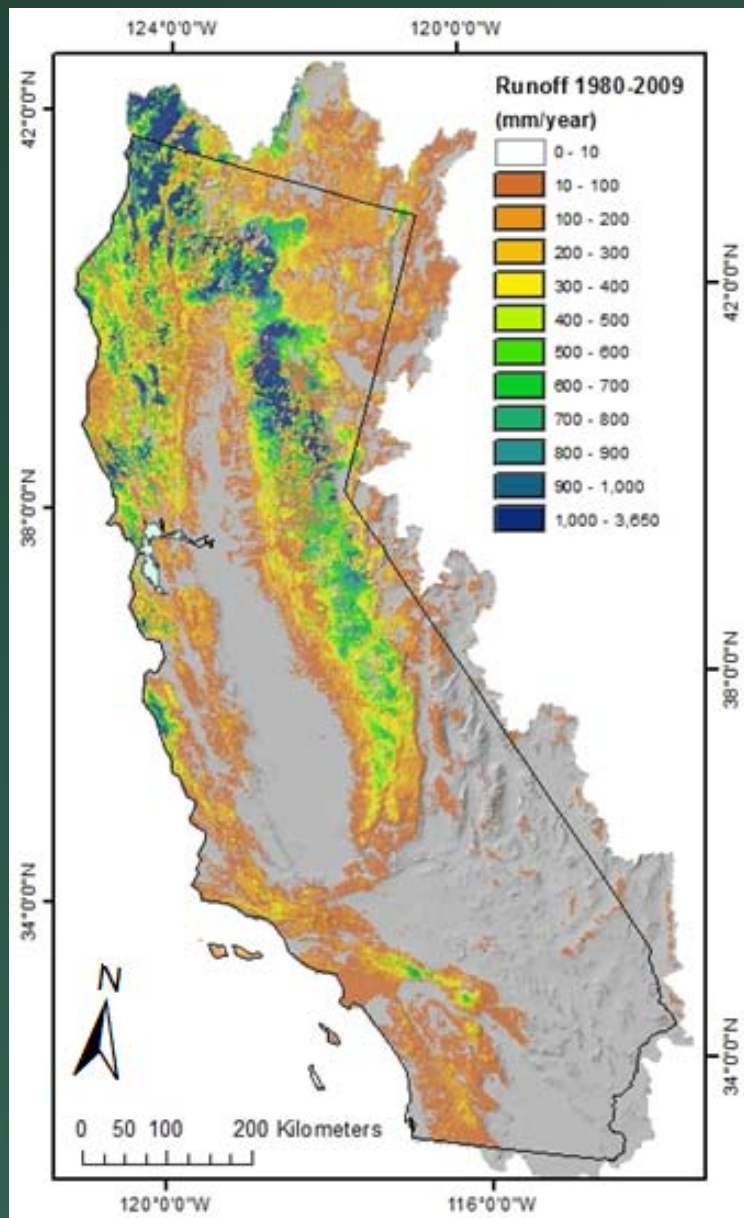 124°0'0"W 120°0'0"W
42°0'0"N
Runoff 1980-2009
(mm/year)
0 - 10
10 - 100
100 - 200
200 - 300
300 - 400
400 - 500
500 - 600
600 - 700
700 - 800
800 - 900
900 - 1,000
1,000 - 3,650
42°0'0"N
38°0'0"N
38°0'0"N
34°0'0"N
34°0'0"N
N
0 50 100 200 Kilometers
120°0'0"W 116°0'0"W